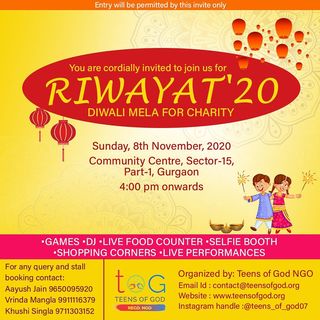 Entry will be permitted by this invite only
You are cordially invited to join us for
RIWAYAT'20
DIWALI MELA FOR CHARITY
Sunday, 8th November, 2020
Community Centre, Sector-15,
Part-1, Gurgaon
4:00 pm onwards
•GAMES •DJ •LIVE FOOD COUNTER •SELFIE BOOTH
•SHOPPING CORNERS •LIVE PERFORMANCES
For any query and stall
booking contact:
Aayush Jain 9650095920
Vrinda Mangla 9911116379
Khushi Singla 9711303152
toG
TEENS OF GOD
REGD. NGO
Organized by: Teens of God NGO
Email Id : contact@teensofgod.org
Website : www.teensofgod.org
Instagram handle :@teens_of_god07